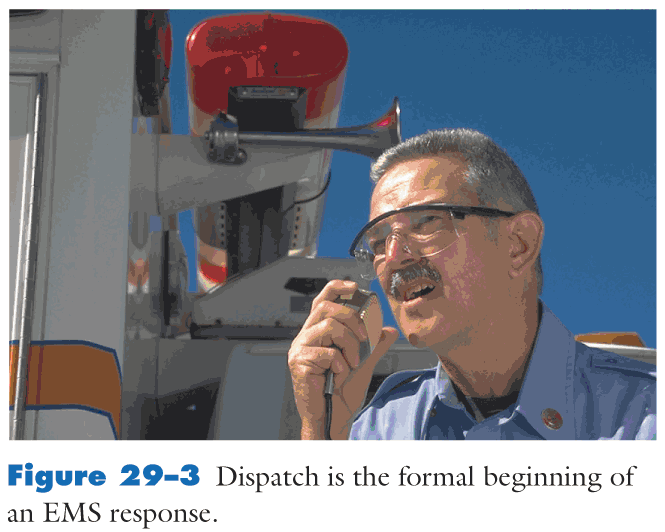 Figure 29–3 Dispatch is the formal beginning of
an EMS response.